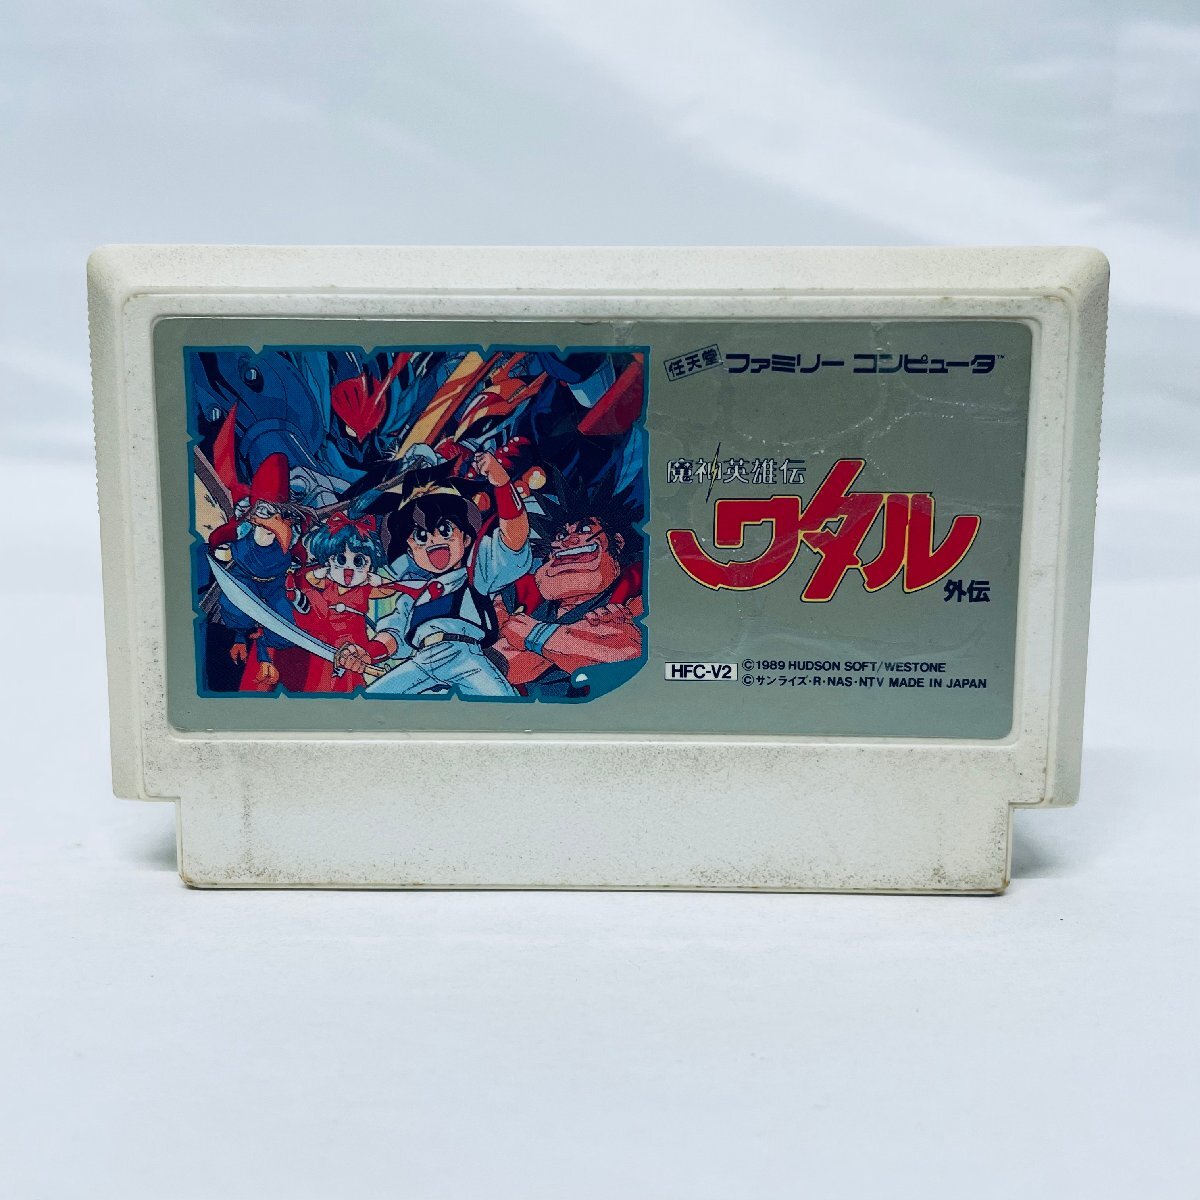 任天堂 ファミリー コンピュータ™
魔神英雄伝
ワタル
外伝
HFC-V2
©1989 HUDSON SOFT/WESTONE
©サンライズ・R・NAS・NTV MADE IN JAPAN